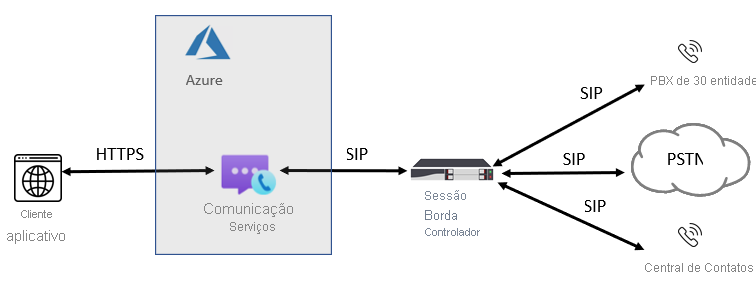 Azure
PBX de 30 entidade
SIP
HTTPS
SIP
SIP
PSTN
Cliente
aplicativo
Comunicação
Serviços
Sessão
Borda
Controlador
SIP
Central de Contatos